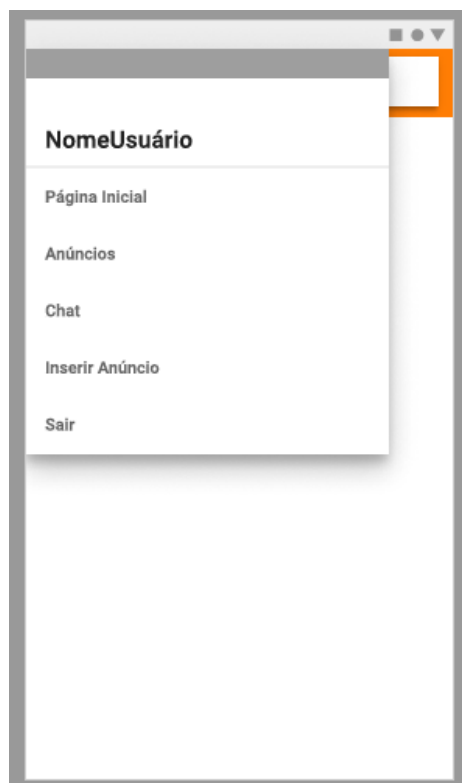 NomeUsuário
Página Inicial
Anúncios
Chat
Inserir Anúncio
Sair